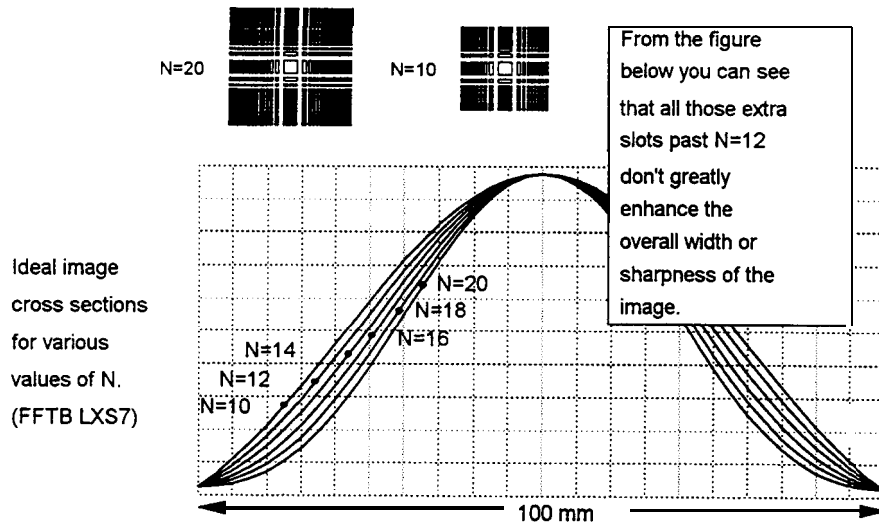 N=20
N=10
From the figure
below you can see
that all those extra
slots past N=12
don't greatly
enhance the
overall width or
sharpness of the
image.
Ideal image
cross sections
for various
values of N.
(FFTB LXS7)
N=20
N=18
N=16
N=14
N=12
N=10
100 mm